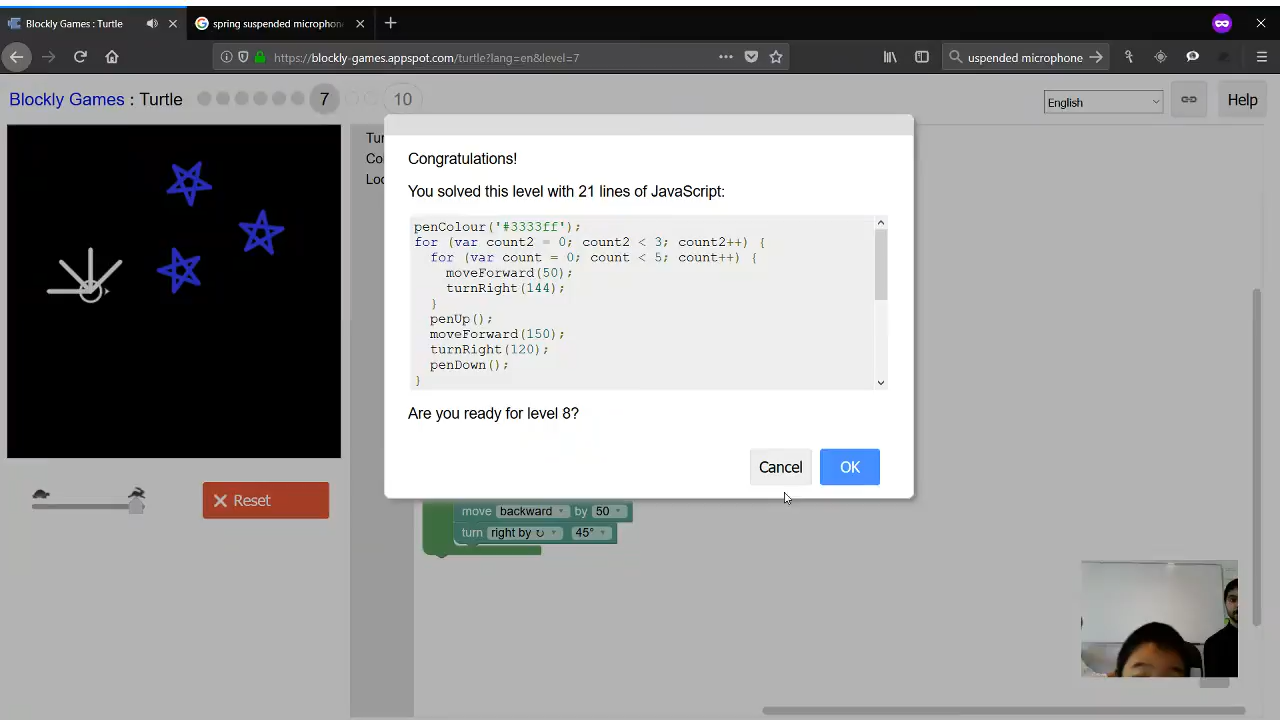 Blockly Games : Turtle
spring suspended microphon
https://blockly-games.appspot.com/turtle?lang=en&level=7
uspended microphone
Blockly Games : Turtle
7
10
English
Help
Tur
Co
Loo
Congratulations!
You solved this level with 21 lines of JavaScript:
penColour('#3333ff');
for (var count2 = 0; count2 < 3; count2++) {
for (var count = 0; count < 5; count++) {
moveForward(50);
turnRight(144);
}
penUp();
moveForward(150);
turnRight(120);
penDown();
}
Are you ready for level 8?
Cancel
OK
Reset
move backward by 50
turn right by ↻ 45°